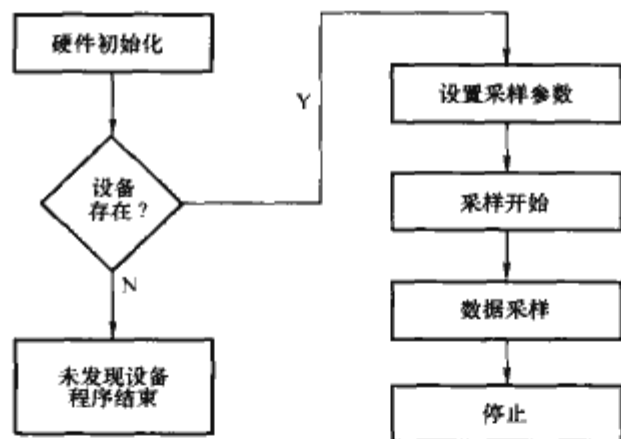 硬件初始化
设备
存在?
Y
N
未发现设备
程序结束
设置采样参数
采样开始
数据采样
停止